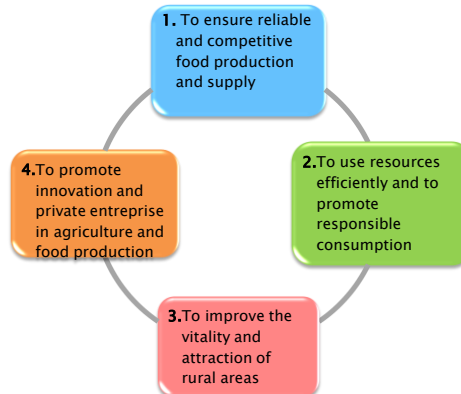 1. To ensure reliable
and competitive
food production
and supply
2.To use resources
efficiently and to
promote
responsible
consumption
3.To improve the
vitality and
attraction of
rural areas
4.To promote
innovation and
private entreprise
in agriculture and
food production